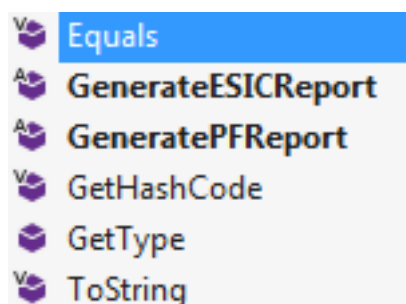 V Equals
A GenerateESICReport
A GeneratePFReport
V GetHashCode
GetType
V ToString